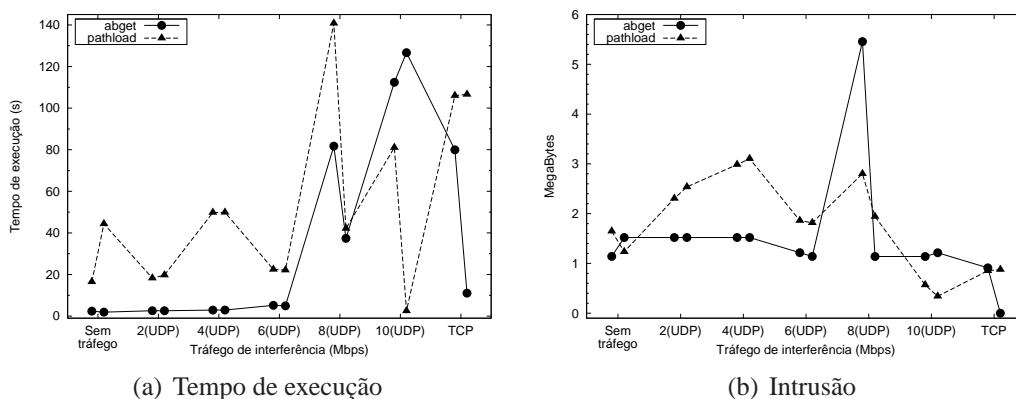 abget
pathload
Tempo de execução (s)
140
120
100
80
60
40
20
0
Sem tráfego
2(UDP)
4(UDP)
6(UDP)
8(UDP)
10(UDP)
TCP
Tráfego de interferência (Mbps)
(a) Tempo de execução
abget
pathload
MegaBytes
6
5
4
3
2
1
0
Sem tráfego
2(UDP)
4(UDP)
6(UDP)
8(UDP)
10(UDP)
TCP
Tráfego de interferência (Mbps)
(b) Intrusão